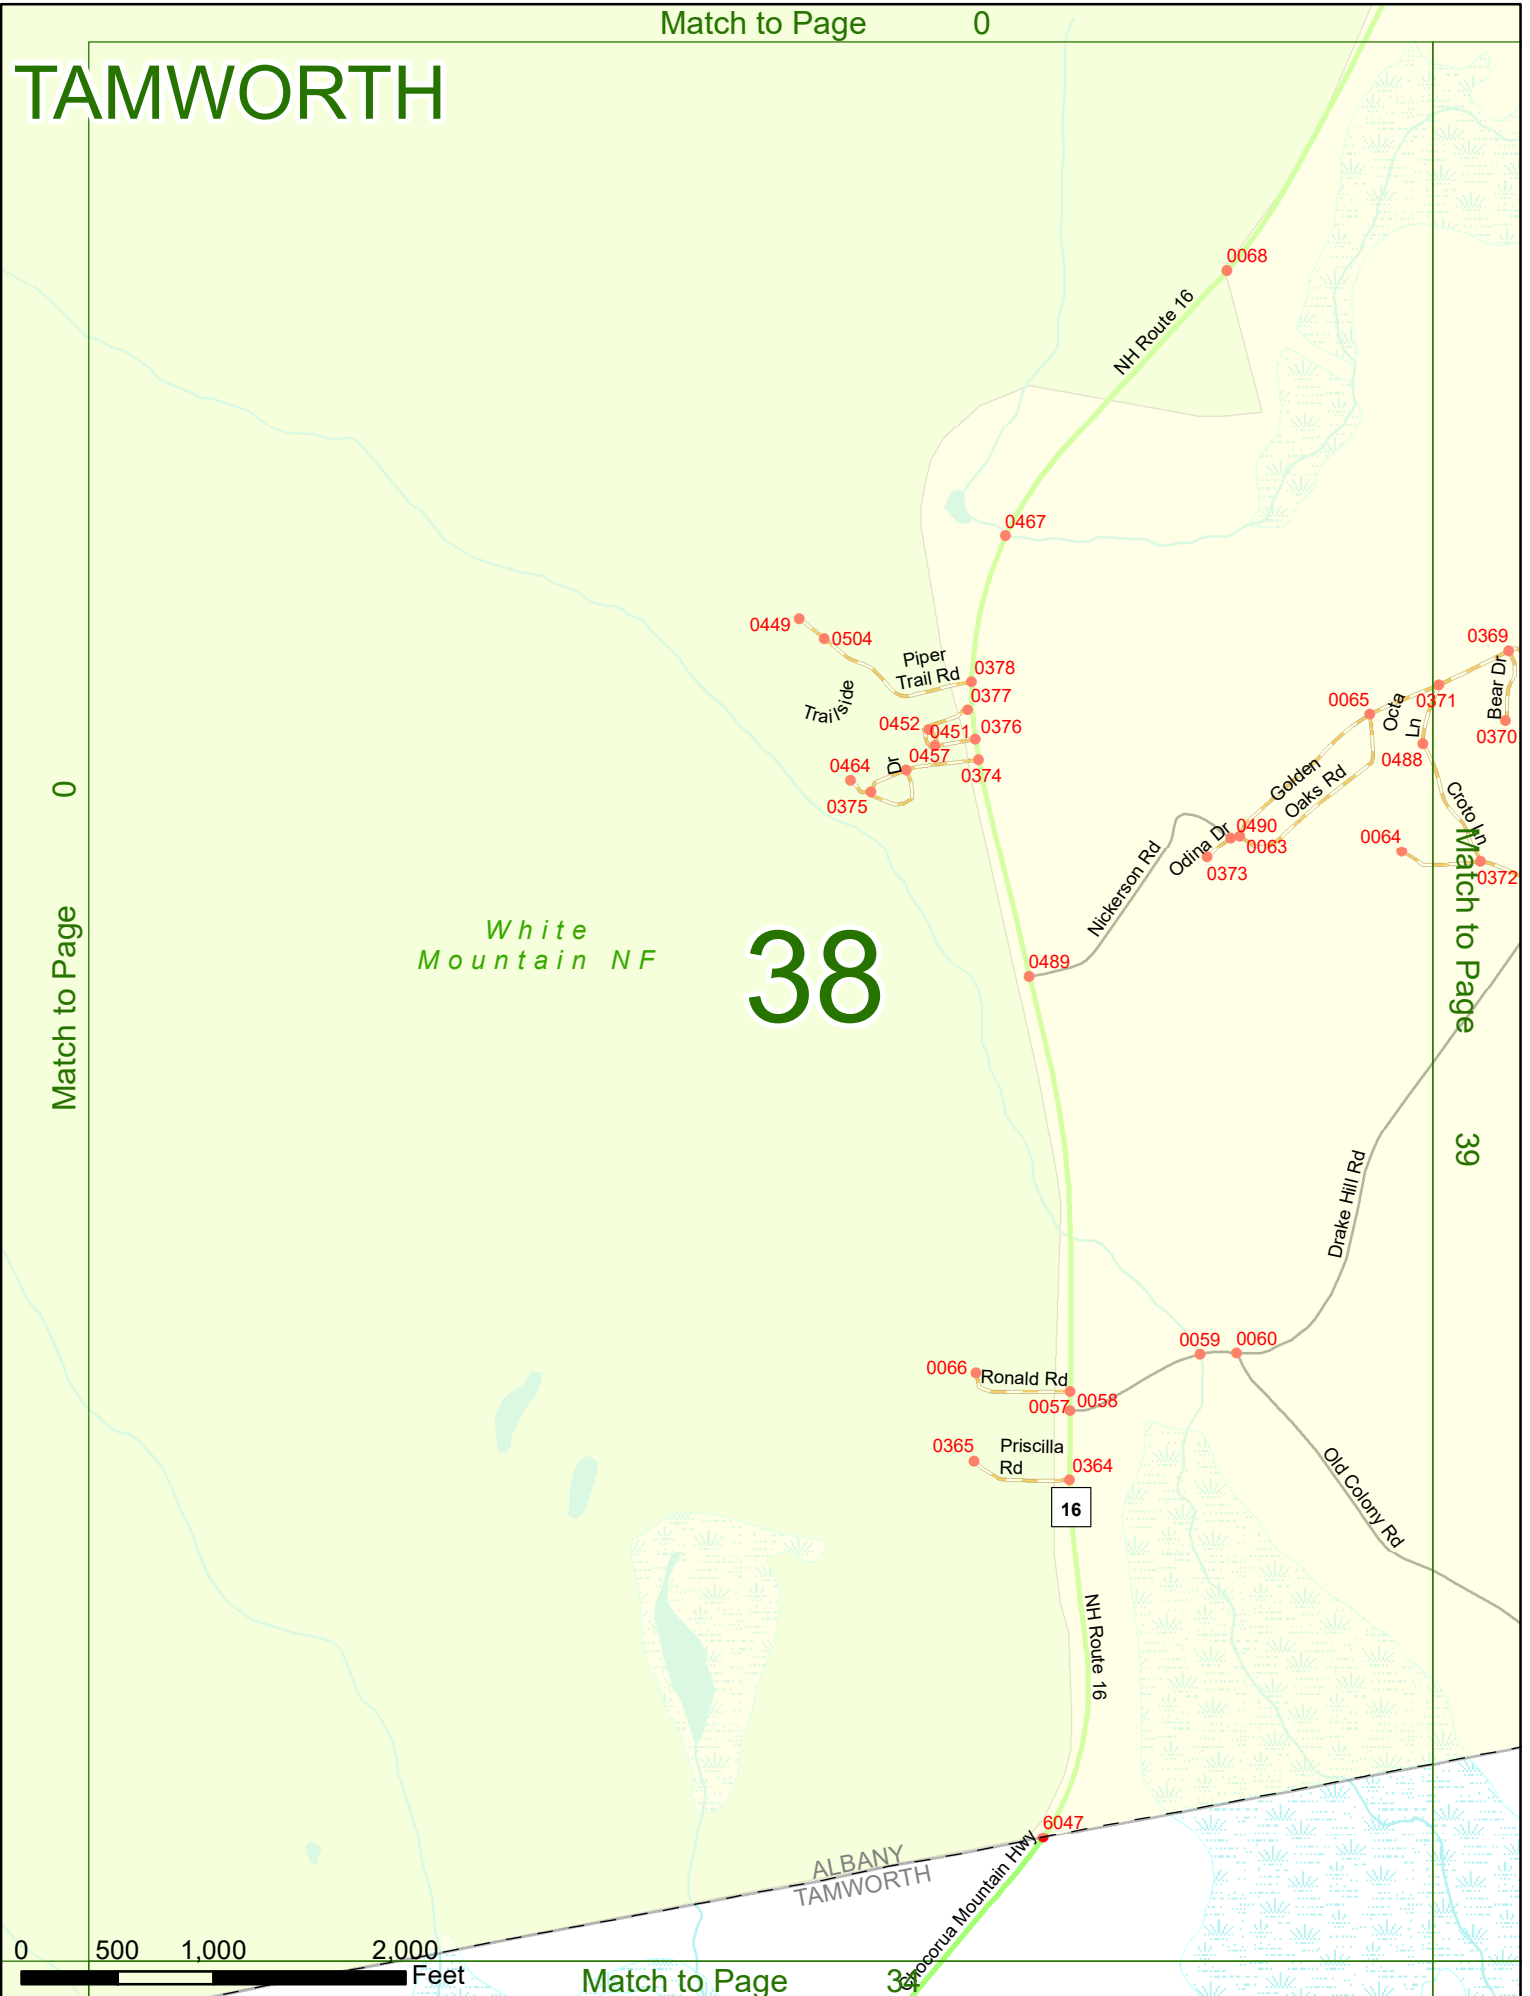 Match to Page 0
TAMWORTH
0068
NH Route 16
0467
0449
0504
Piper
Trail Rd
0378
0377
Trailside
Dr
0452
0451
0376
0457
0374
0464
0375
0369
Bear Dr
0371
0370
0065
Octa
Ln
0488
Golden
Oaks Rd
Croto Ln
0490
0063
Odina Dr
0373
0064
0372
Nickerson Rd
0489
White
Mountain NF
38
Match to Page 0
Match to Page 39
Drake Hill Rd
0059
0060
0066
Ronald Rd
0058
0057
0365
Priscilla
Rd
0364
16
Old Colony Rd
NH Route 16
6047
ALBANY
TAMWORTH
Chocorua Mountain Hwy
0 500 1,000 2,000
Feet
Match to Page 34